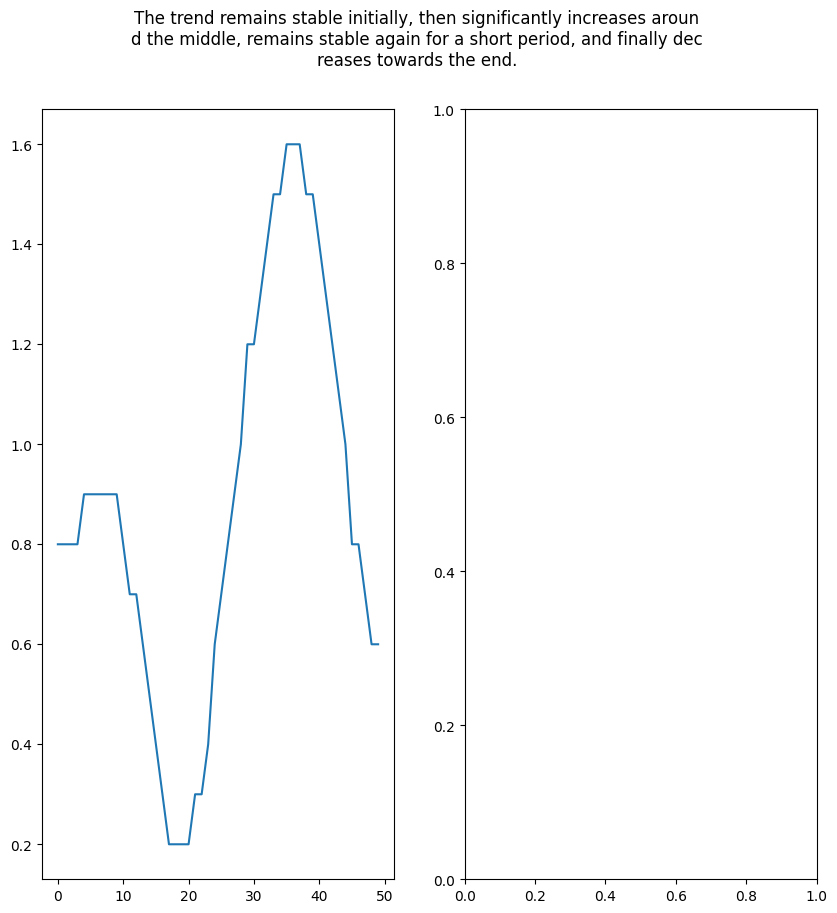 The trend remains stable initially, then significantly increases aroun
d the middle, remains stable again for a short period, and finally dec
reases towards the end.
1.6
1.4
1.2
1.0
0.8
0.6
0.4
0.2
0 10 20 30 40 50
1.0
0.8
0.6
0.4
0.2
0.0
0.0 0.2 0.4 0.6 0.8 1.0